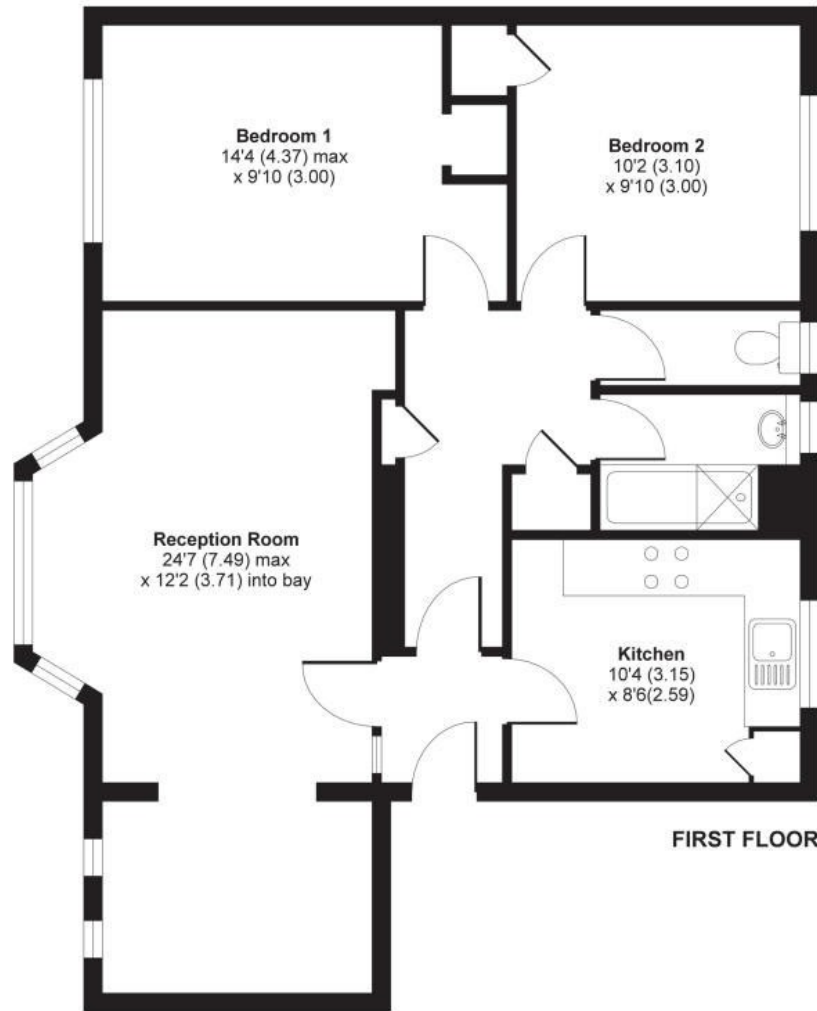 Bedroom 1
14'4 (4.37) max
x 9'10 (3.00)
Bedroom 2
10'2 (3.10)
x 9'10 (3.00)
Reception Room
24'7 (7.49) max
x 12'2 (3.71) into bay
Kitchen
10'4 (3.15)
x 8'6(2.59)
FIRST FLOOR